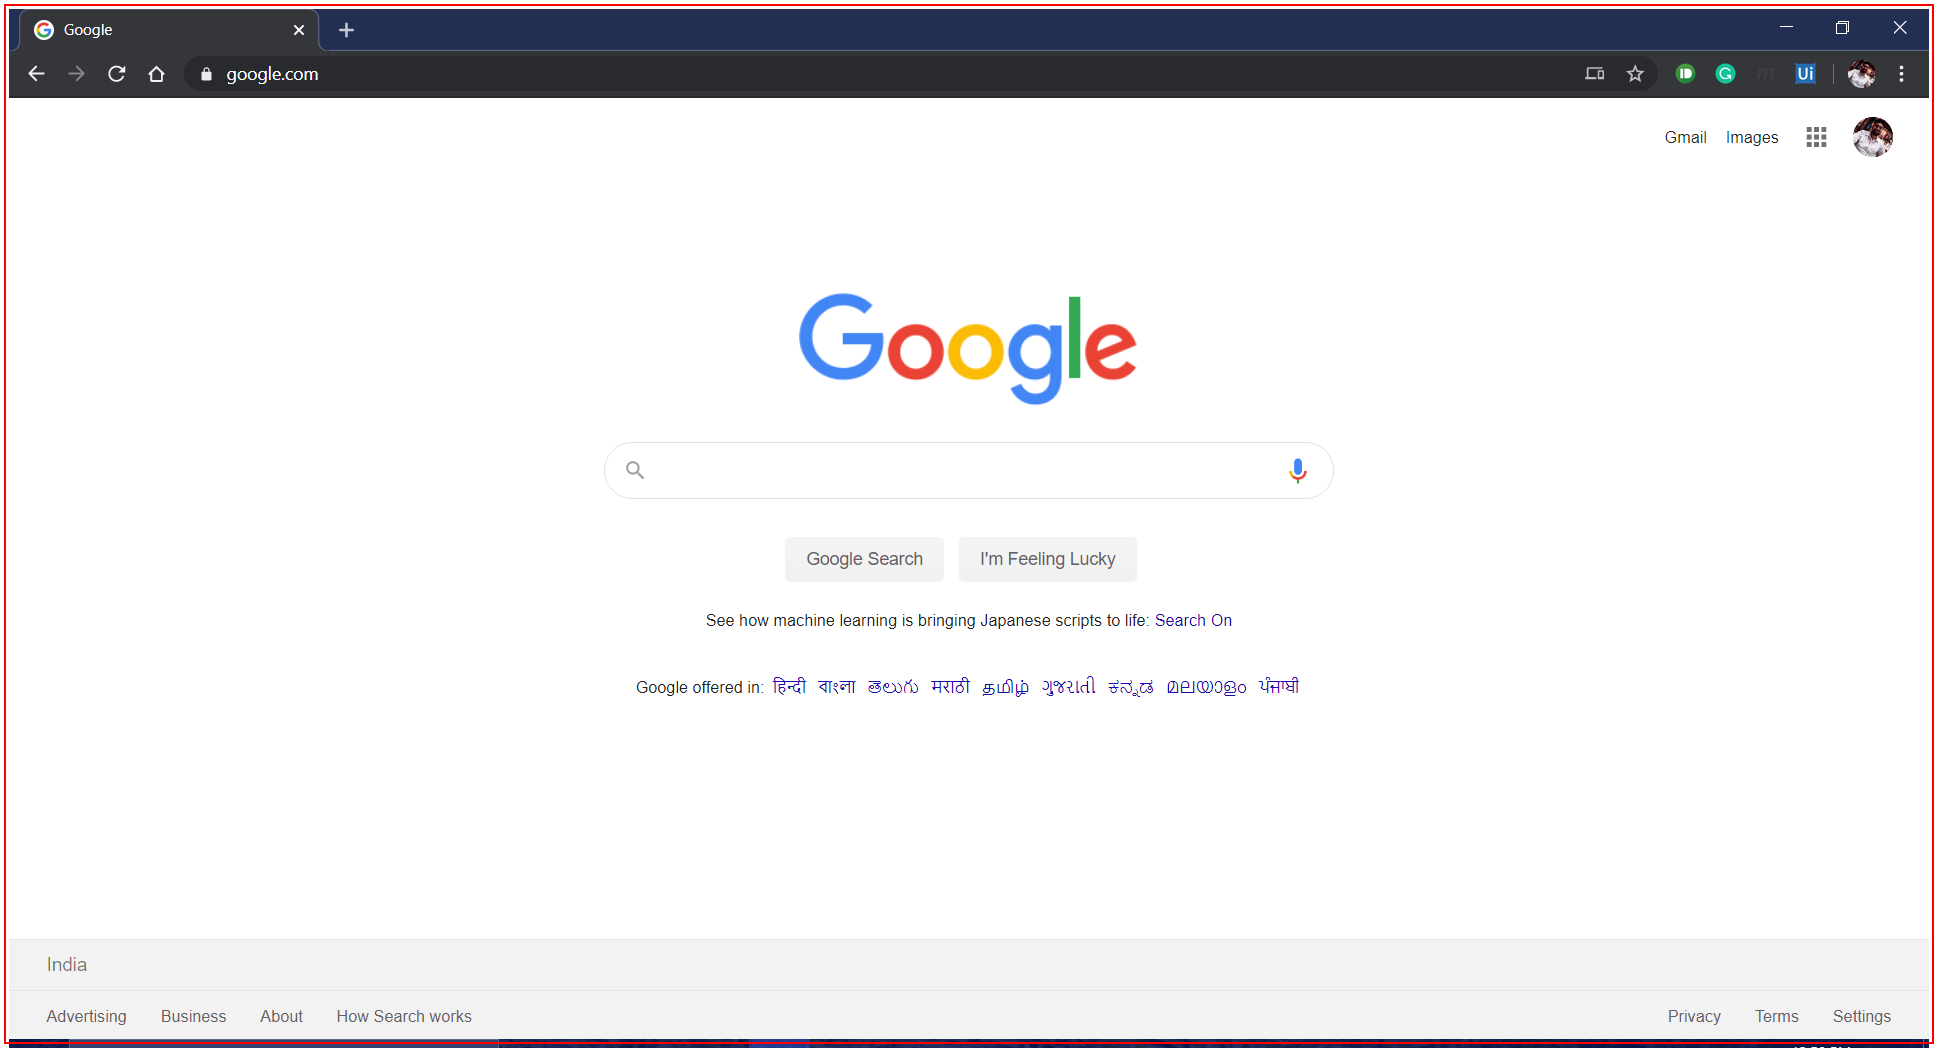 Google
google.com
Ui
Gmail Images
Google
Google Search I'm Feeling Lucky
See how machine learning is bringing Japanese scripts to life: Search On
Google offered in: हिन्दी বাংলা తెలుగు मराठी தமிழ் ગુજરાતી ಕನ್ನಡ മലയാളം ਪੰਜਾਬੀ
India
Advertising Business About How Search works Privacy Terms Settings